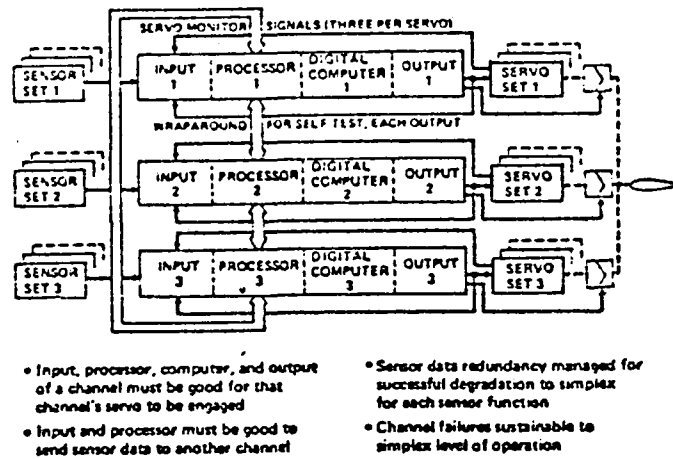 SERVO MONITOR SIGNALS (THREE PER SERVO)
SENSOR SET 1
INPUT 1
PROCESSOR 1
DIGITAL COMPUTER 1
OUTPUT 1
SERVO SET 1
WRAPAROUND FOR SELF TEST, EACH OUTPUT
SENSOR SET 2
INPUT 2
PROCESSOR 2
DIGITAL COMPUTER 2
OUTPUT 2
SERVO SET 2
SENSOR SET 3
INPUT 3
PROCESSOR 3
DIGITAL COMPUTER 3
OUTPUT 3
SERVO SET 3
• Input, processor, computer, and output
of a channel must be good for that
channel's servo to be engaged
• Input and processor must be good to
send sensor data to another channel
• Sensor data redundancy managed for
successful degradation to simplex
for each sensor function
• Channel failures sustainable to
simplex level of operation